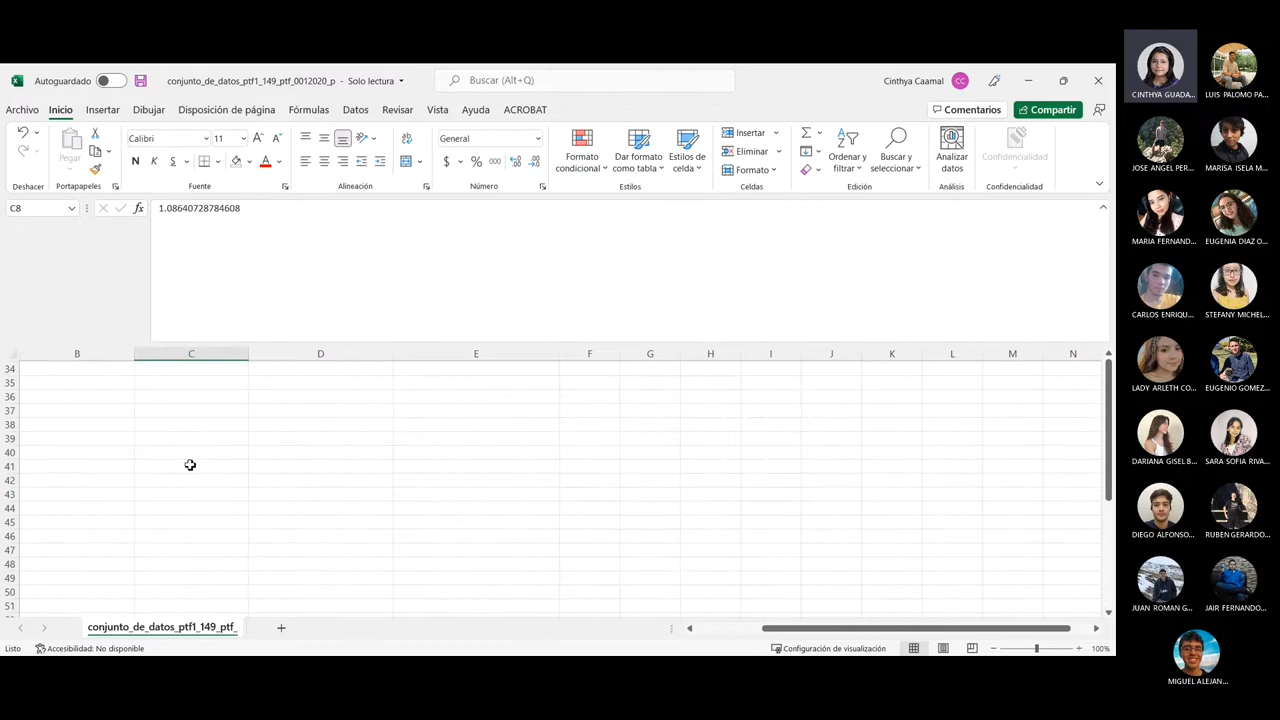 Autoguardado
conjunto_de_datos_ptf1_149_ptf_0012020_p - Solo lectura
Buscar (Alt+Q)
Cinthya Caamal
CC
Archivo Inicio Insertar Dibujar Disposición de página Fórmulas Datos Revisar Vista Ayuda ACROBAT
Comentarios
Compartir
Pegar
Calibri
11
N K S
General
$ % 000
Formato condicional
Dar formato como tabla
Estilos de celda
Insertar
Eliminar
Formato
Ordenar y filtrar
Buscar y seleccionar
Analizar datos
Confidencialidad
Deshacer Portapapeles Fuente Alineación Número Estilos Celdas Edición Análisis Confidencialidad
C8
fx
1.08640728784608
B C D E F G H I J K L M N
34
35
36
37
38
39
40
41
42
43
44
45
46
47
48
49
50
51
conjunto_de_datos_ptf1_149_ptf_
Listo
Accesibilidad: No disponible
Configuración de visualización
100%
CINTHYA GUADA...
LUIS PALOMO PA...
JOSE ANGEL PER...
MARISA ISELA M...
MARIA FERNAND...
EUGENIA DIAZ O...
CARLOS ENRIQU...
STEFANY MICHEL...
LADY ARLETH CO...
EUGENIO GOMEZ...
DARIANA GISEL B...
SARA SOFIA RIVA...
DIEGO ALFONSO...
RUBEN GERARDO...
JUAN ROMAN G...
JAIR FERNANDO...
MIGUEL ALEJAN...